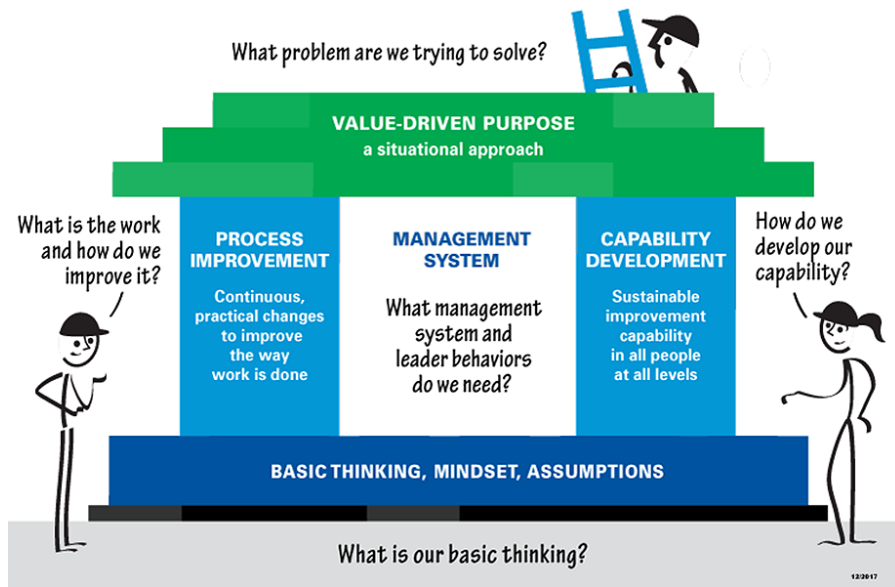 What problem are we trying to solve?
VALUE-DRIVEN PURPOSE
a situational approach
What is the work
and how do we
improve it?
PROCESS
IMPROVEMENT
Continuous,
practical changes
to improve
the way
work is done
MANAGEMENT
SYSTEM
What management
system and
leader behaviors
do we need?
CAPABILITY
DEVELOPMENT
Sustainable
improvement
capability
in all people
at all levels
How do we
develop our
capability?
BASIC THINKING, MINDSET, ASSUMPTIONS
What is our basic thinking?
12/2017